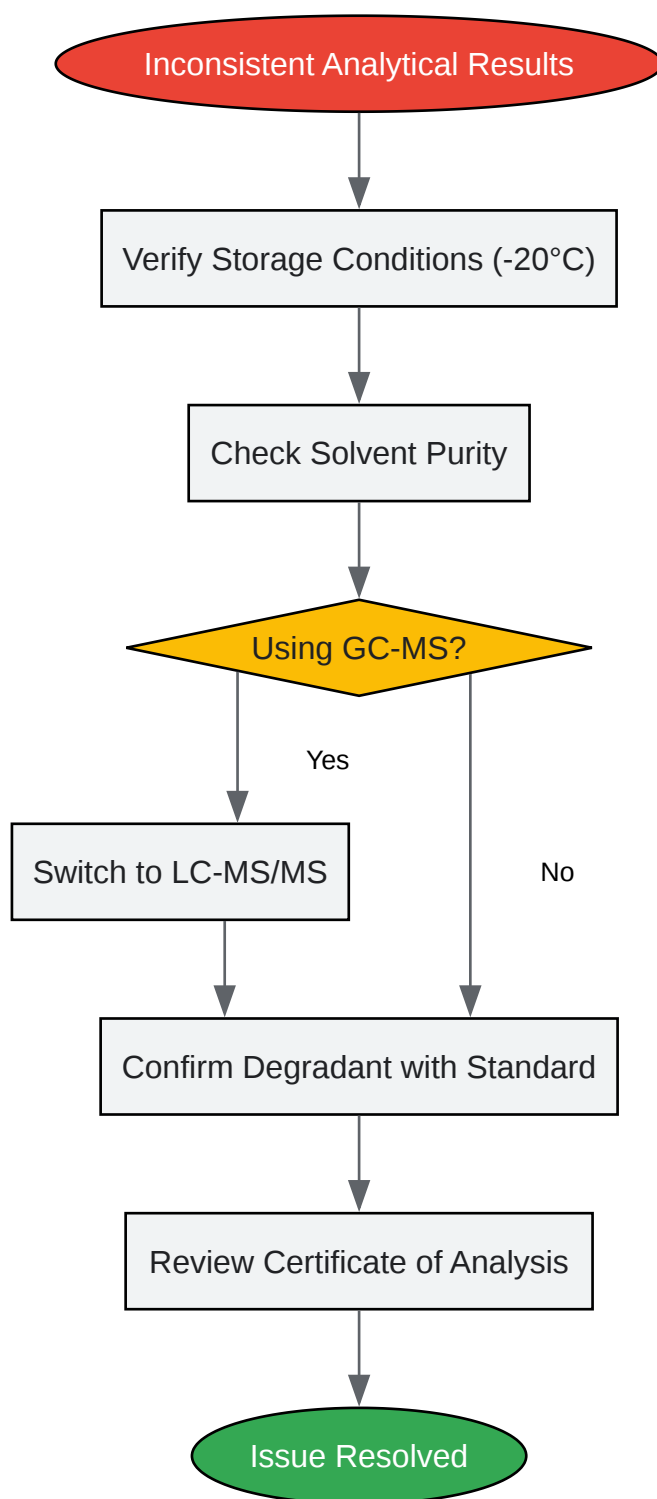 Inconsistent Analytical Results
Verify Storage Conditions (-20°C)
Check Solvent Purity
Using GC-MS?
Yes
Switch to LC-MS/MS
No
Confirm Degradant with Standard
Review Certificate of Analysis
Issue Resolved